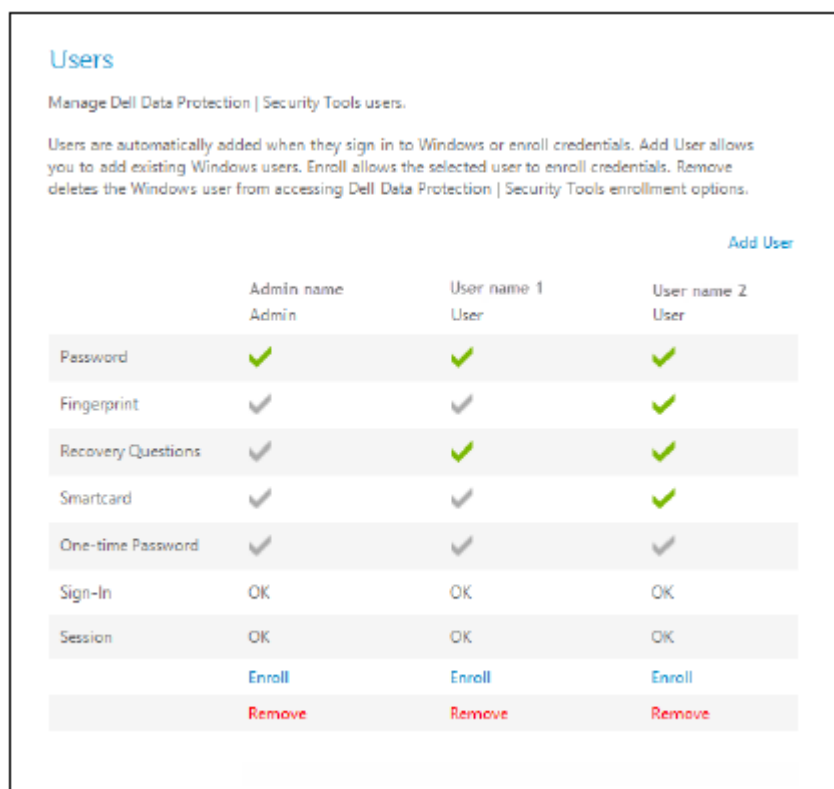 Users
Manage Dell Data Protection | Security Tools users.
Users are automatically added when they sign in to Windows or enroll credentials. Add User allows
you to add existing Windows users. Enroll allows the selected user to enroll credentials. Remove
deletes the Windows user from accessing Dell Data Protection | Security Tools enrollment options.
Add User
Admin name User name 1 User name 2
Admin User User
Password
Fingerprint
Recovery Questions
Smartcard
One-time Password
Sign-In OK OK OK
Session OK OK OK
Enroll Enroll Enroll
Remove Remove Remove